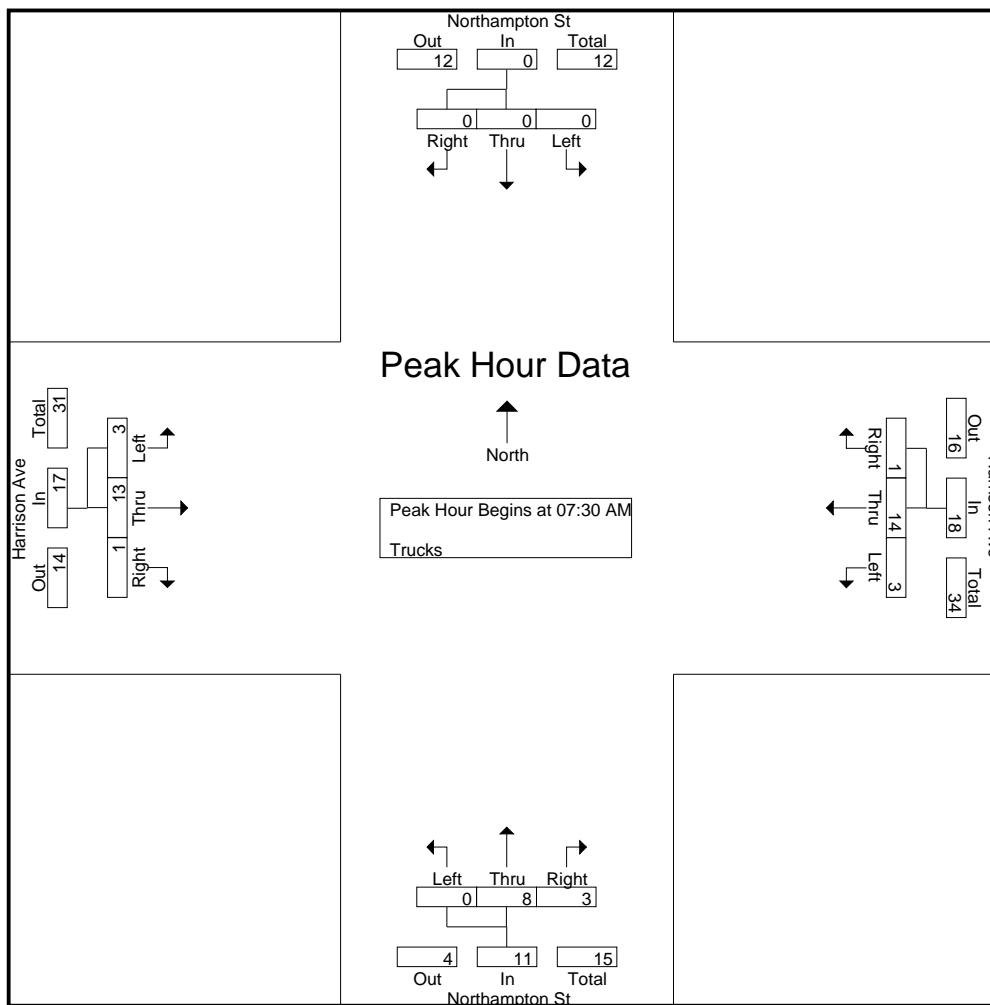 Northampton St
Out In Total
12 0 12
0 0 0
Right Thru Left
Peak Hour Data
North
Peak Hour Begins at 07:30 AM
Trucks
Harrison Ave
Total In Out
31 17 14
3 13 1
Left Thru Right
Right Thru Left
1 14 3
16 18 34
Out In Total
Left Thru Right
0 8 3
4 11 15
Out In Total
Northampton St